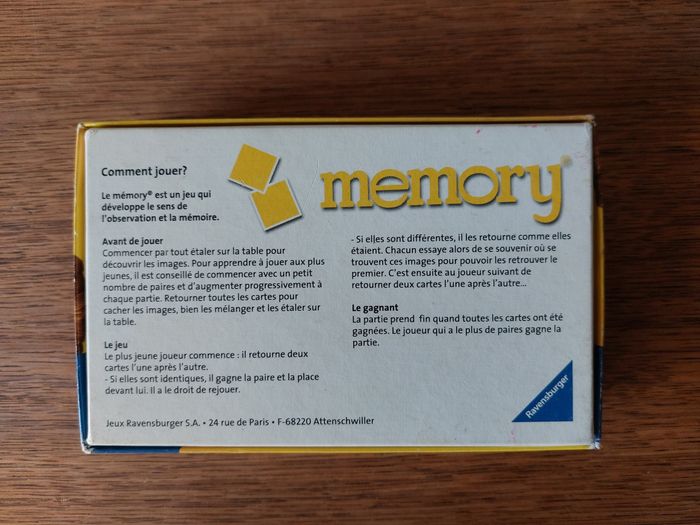 Comment jouer?
Le mémory® est un jeu qui
développe le sens de
l'observation et la mémoire.
memory®
Avant de jouer
Commencer par tout étaler sur la table pour
découvrir les images. Pour apprendre à jouer aux plus
jeunes, il est conseillé de commencer avec un petit
nombre de paires et d'augmenter progressivement à
chaque partie. Retourner toutes les cartes pour
cacher les images, bien les mélanger et les étaler sur
la table.
Le jeu
Le plus jeune joueur commence : il retourne deux
cartes l'une après l'autre.
- Si elles sont identiques, il gagne la paire et la place
devant lui. Il a le droit de rejouer.
- Si elles sont différentes, il les retourne comme elles
étaient. Chacun essaye alors de se souvenir où se
trouvent ces images pour pouvoir les retrouver le
premier. C'est ensuite au joueur suivant de
retourner deux cartes l'une après l'autre...
Le gagnant
La partie prend fin quand toutes les cartes ont été
gagnées. Le joueur qui a le plus de paires gagne la
partie.
Ravensburger
Jeux Ravensburger S.A. • 24 rue de Paris • F-68220 Attenschwiller